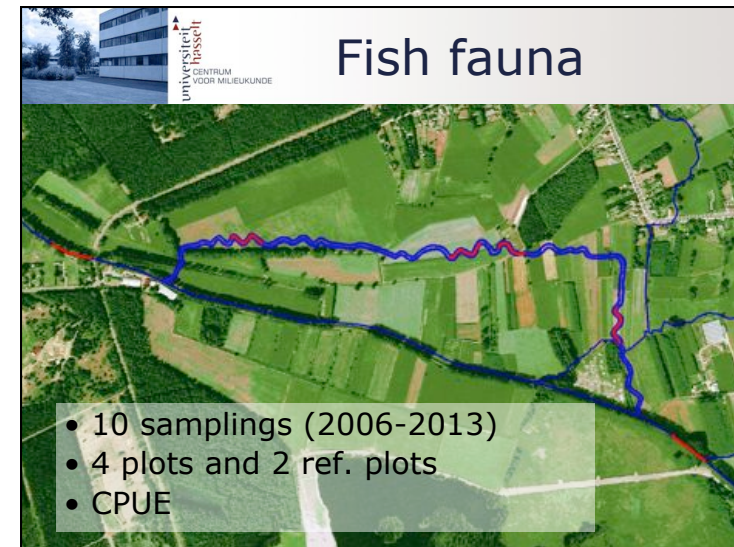 universiteit
hasselt
CENTRUM
VOOR MILIEUKUNDE
Fish fauna
• 10 samplings (2006-2013)
• 4 plots and 2 ref. plots
• CPUE